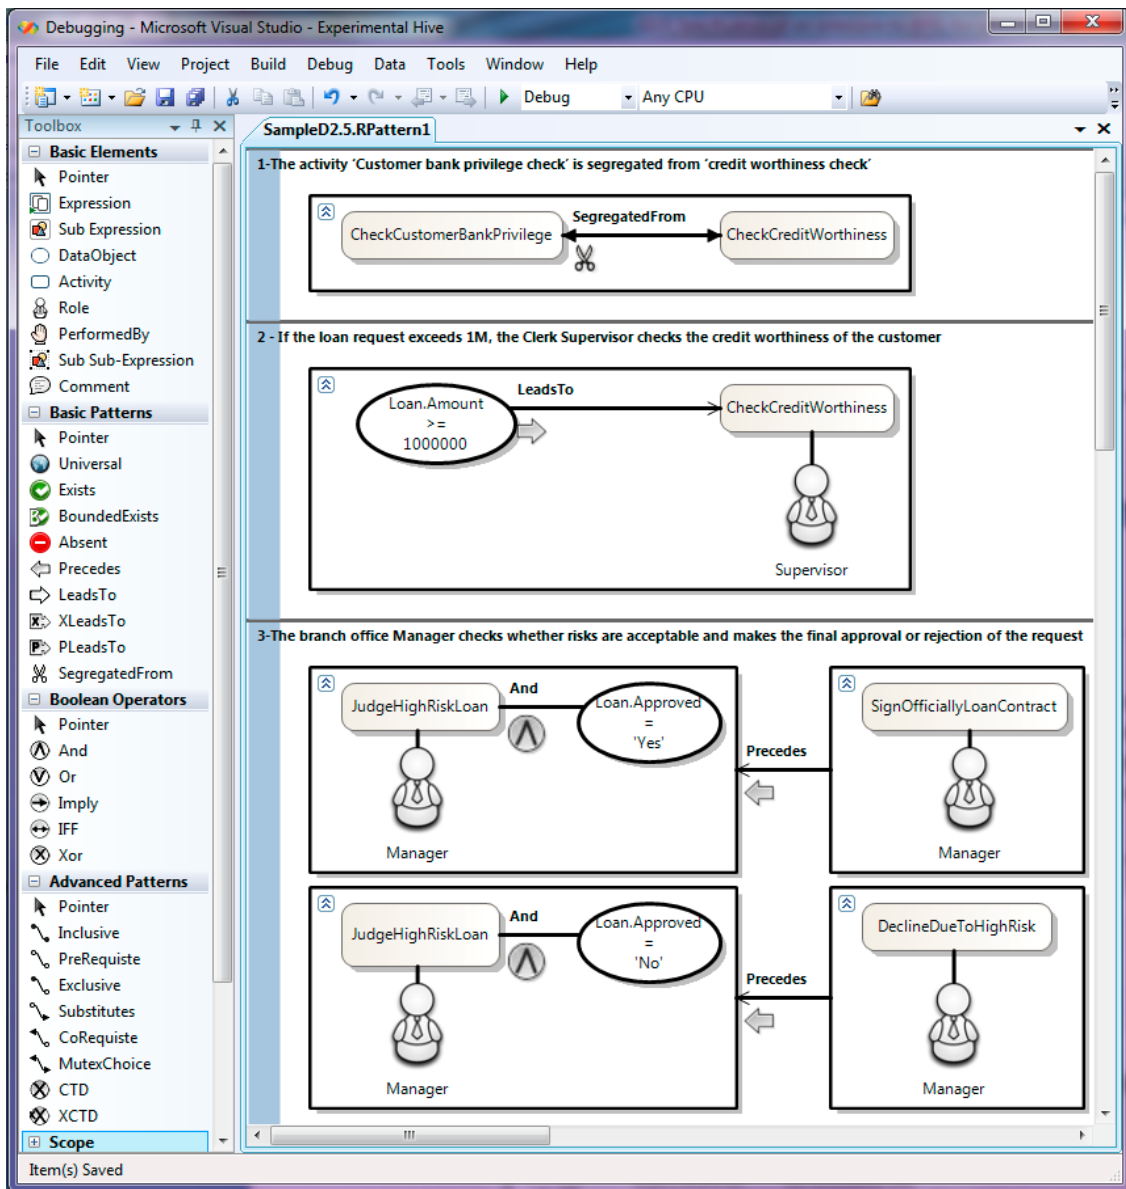 Debugging - Microsoft Visual Studio - Experimental Hive
File Edit View Project Build Debug Data Tools Window Help
Debug Any CPU
Toolbox
Basic Elements
Pointer
Expression
Sub Expression
DataObject
Activity
Role
PerformedBy
Sub Sub-Expression
Comment
Basic Patterns
Pointer
Universal
Exists
BoundedExists
Absent
Precedes
LeadsTo
XLeadsTo
PLeadsTo
SegregatedFrom
Boolean Operators
Pointer
And
Or
Imply
IFF
Xor
Advanced Patterns
Pointer
Inclusive
PreRequiste
Exclusive
Substitutes
CoRequiste
MutexChoice
CTD
XCTD
Scope
SampleD2.5.RPattern1
1-The activity ‘Customer bank privilege check’ is segregated from ‘credit worthiness check’
CheckCustomerBankPrivilege
SegregatedFrom
CheckCreditWorthiness
2 - If the loan request exceeds 1M, the Clerk Supervisor checks the credit worthiness of the customer
Loan.Amount
>=
1000000
LeadsTo
CheckCreditWorthiness
Supervisor
3-The branch office Manager checks whether risks are acceptable and makes the final approval or rejection of the request
JudgeHighRiskLoan
And
Loan.Approved
=
'Yes'
Manager
Precedes
SignOfficiallyLoanContract
Manager
JudgeHighRiskLoan
And
Loan.Approved
=
'No'
Manager
Precedes
DeclineDueToHighRisk
Manager
Item(s) Saved